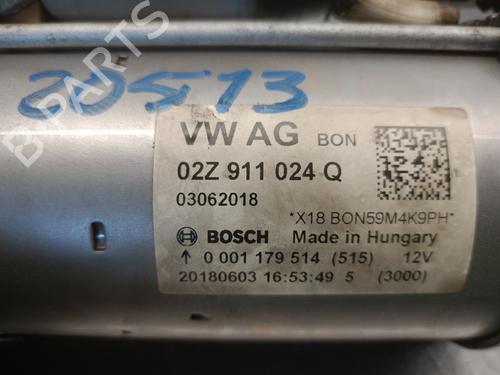 20513
VW AG BON
02Z 911 024 Q
03062018
*X18 BON59M4K9PH*
BOSCH Made in Hungary
↑ 0 001 179 514 (515) 12V
20180603 16:53:49 5 (3000)
B PARTS